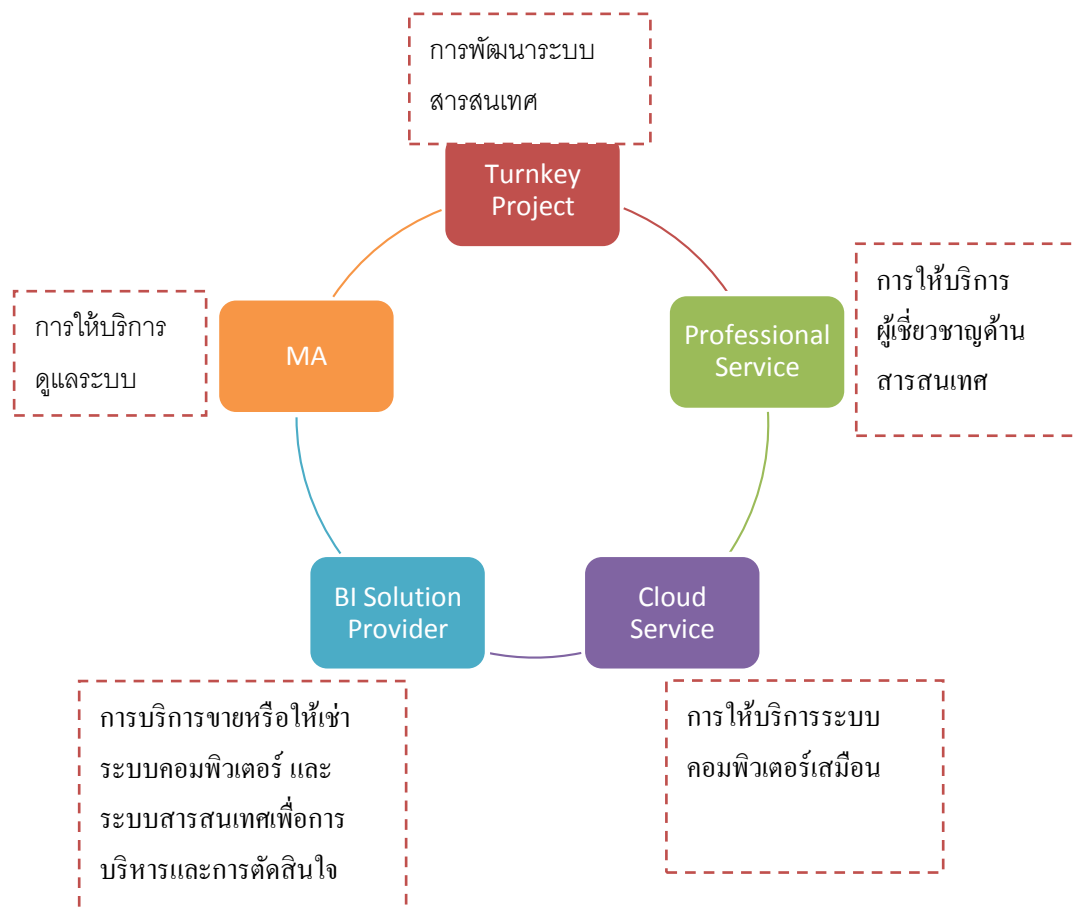 การพัฒนาระบบ
สารสนเทศ
Turnkey
Project
การให้บริการ
ผู้เชี่ยวชาญด้าน
สารสนเทศ
Professional
Service
MA
การให้บริการ
ดูแลระบบ
BI Solution
Provider
Cloud
Service
การบริการขายหรือให้เช่า
ระบบคอมพิวเตอร์ และ
ระบบสารสนเทศเพื่อการ
บริหารและการตัดสินใจ
การให้บริการระบบ
คอมพิวเตอร์เสมือน